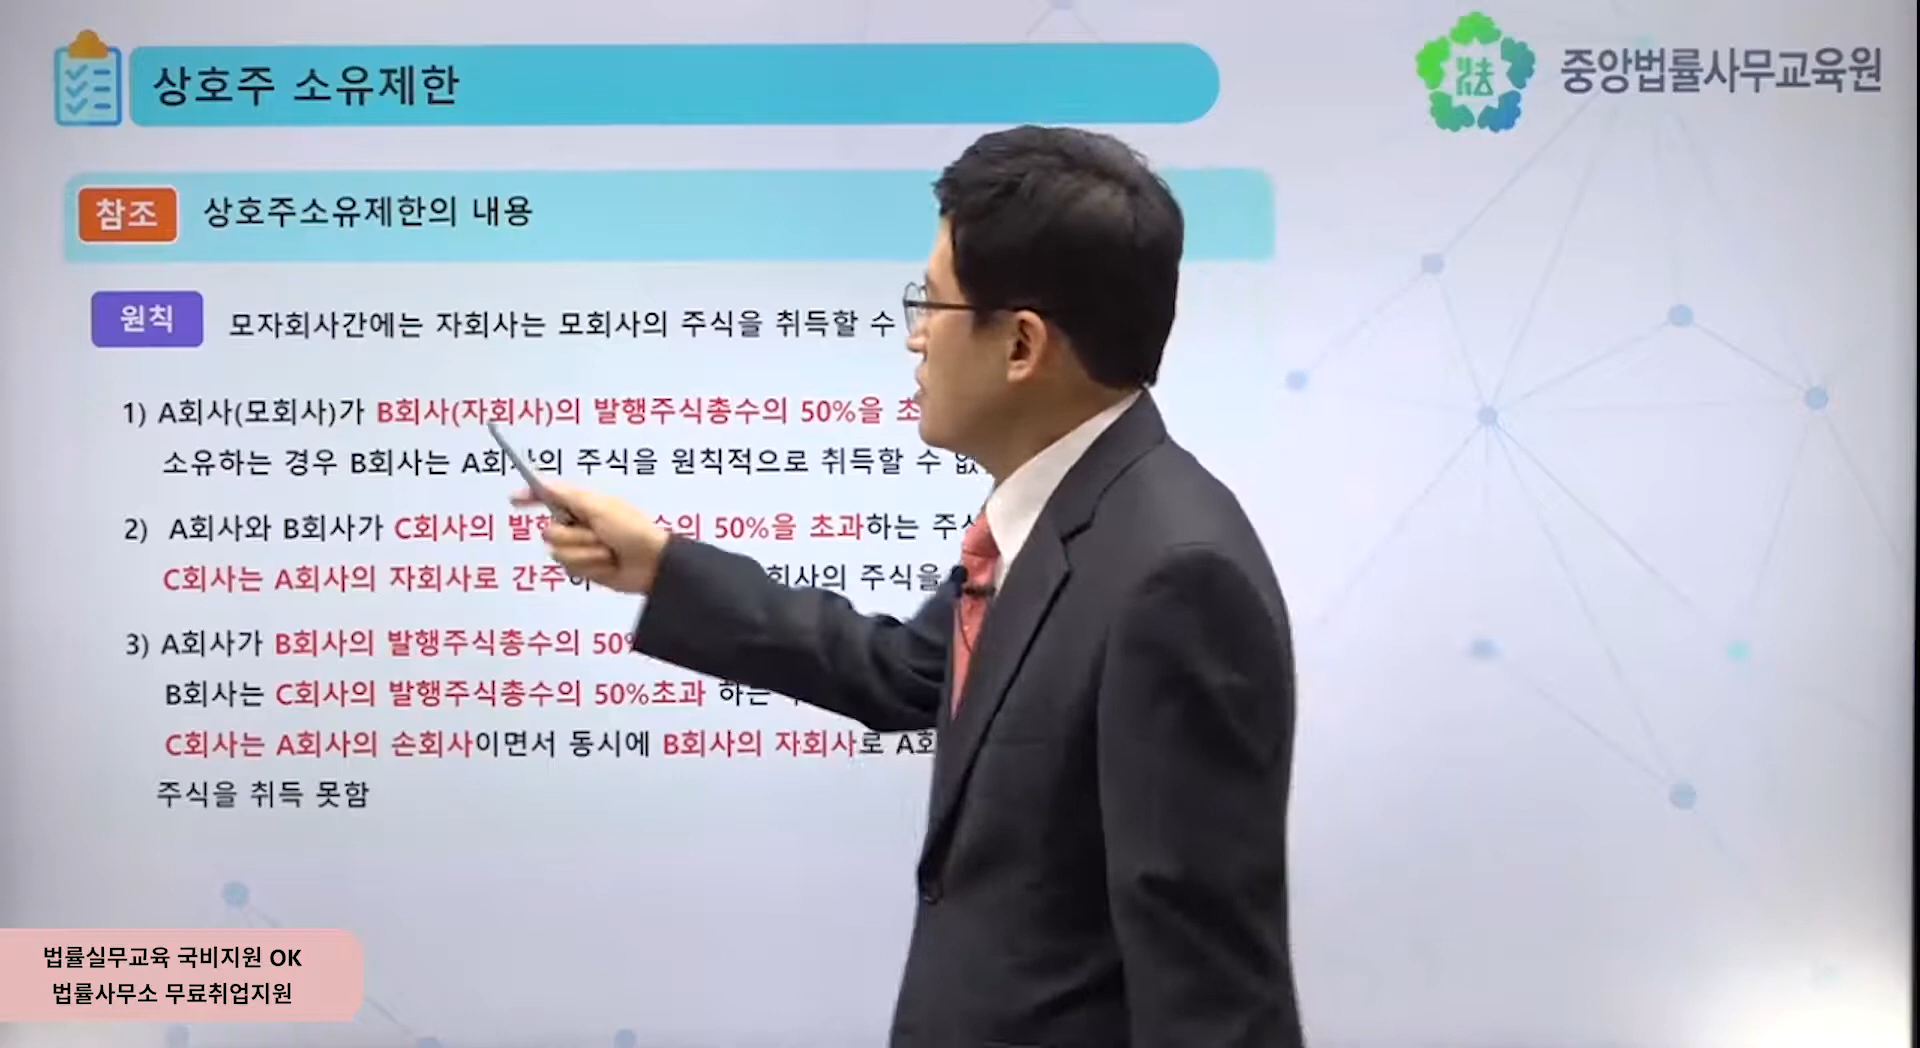 상호주 소유제한
중앙법률사무교육원
참조 상호주소유제한의 내용
원칙 모자회사간에는 자회사는 모회사의 주식을 취득할 수
1) A회사(모회사)가 B회사(자회사)의 발행주식총수의 50%을
소유하는 경우 B회사는 A회사의 주식을 원칙적으로 취득할 수
2) A회사와 B회사가 C회사의 50%을 초과하는
C회사는 A회사의 자회사로 주식을
3) A회사가 B회사의 발행주식총수의
B회사는 C회사의 발행주식총수의 50%초과 하는
C회사는 A회사의 손회사이면서 동시에 B회사의 자회사로
주식을 취득 못함
법률실무교육 국비지원 OK
법률사무소 무료취업지원